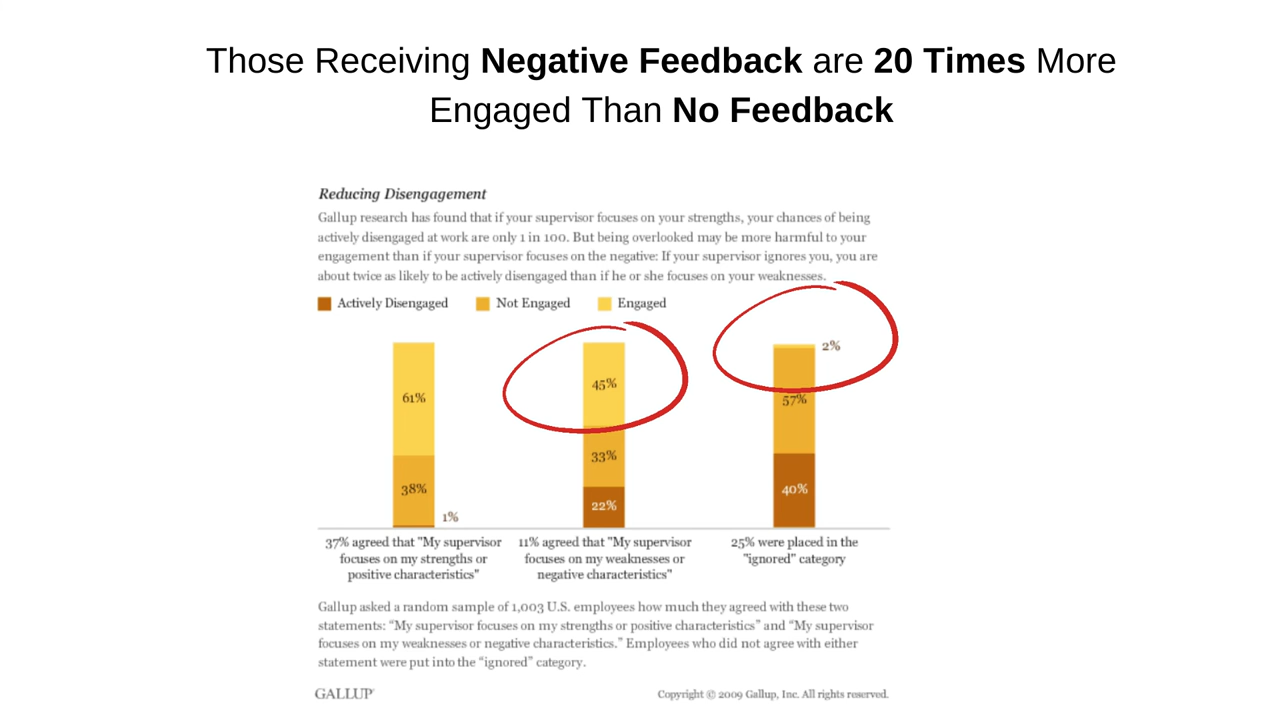 Those Receiving Negative Feedback are 20 Times More
Engaged Than No Feedback
Reducing Disengagement
Gallup research has found that if your supervisor focuses on your strengths, your chances of being
actively disengaged at work are only 1 in 100. But being overlooked may be more harmful to your
engagement than if your supervisor focuses on the negative: If your supervisor ignores you, you are
about twice as likely to be actively disengaged than if he or she focuses on your weaknesses.
Actively Disengaged Not Engaged Engaged
61%
38%
1%
45%
33%
22%
2%
57%
40%
37% agreed that "My supervisor
focuses on my strengths or
positive characteristics"
11% agreed that "My supervisor
focuses on my weaknesses or
negative characteristics"
25% were placed in the
"ignored" category
Gallup asked a random sample of 1,003 U.S. employees how much they agreed with these two
statements: “My supervisor focuses on my strengths or positive characteristics” and “My supervisor
focuses on my weaknesses or negative characteristics.” Employees who did not agree with either
statement were put into the “ignored” category.
GALLUP
Copyright © 2009 Gallup, Inc. All rights reserved.